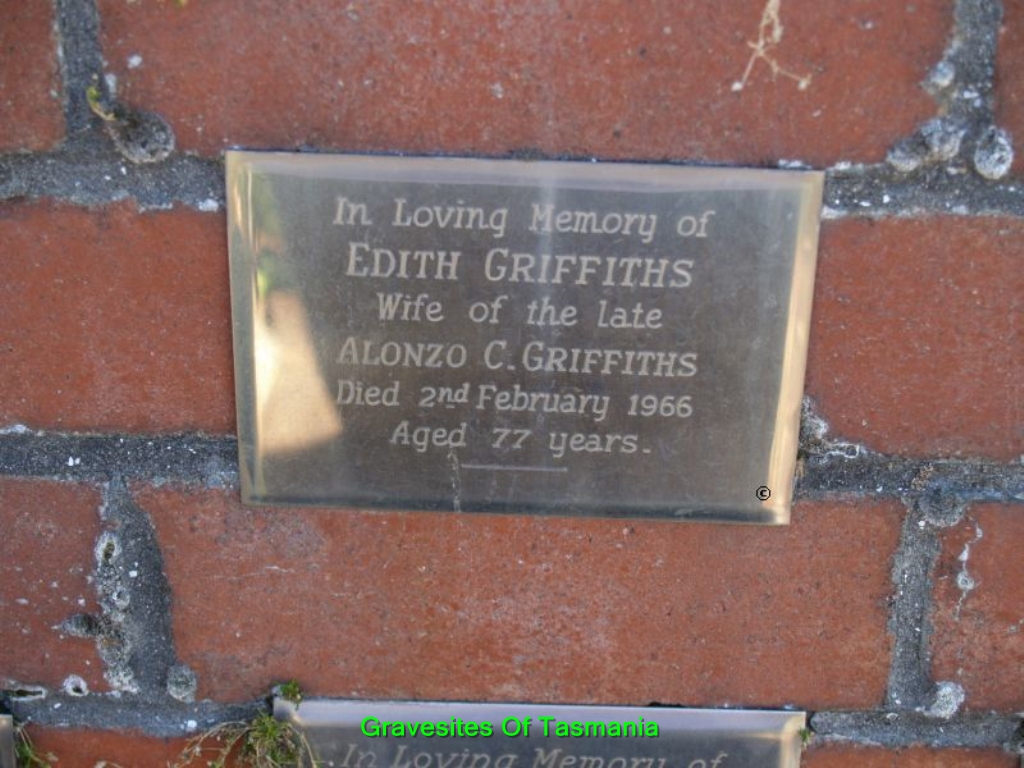 In Loving Memory of
EDITH GRIFFITHS
Wife of the late
ALONZO C. GRIFFITHS
Died 2nd February 1966
Aged 77 years.
©
Gravesites Of Tasmania
In Loving Memory of